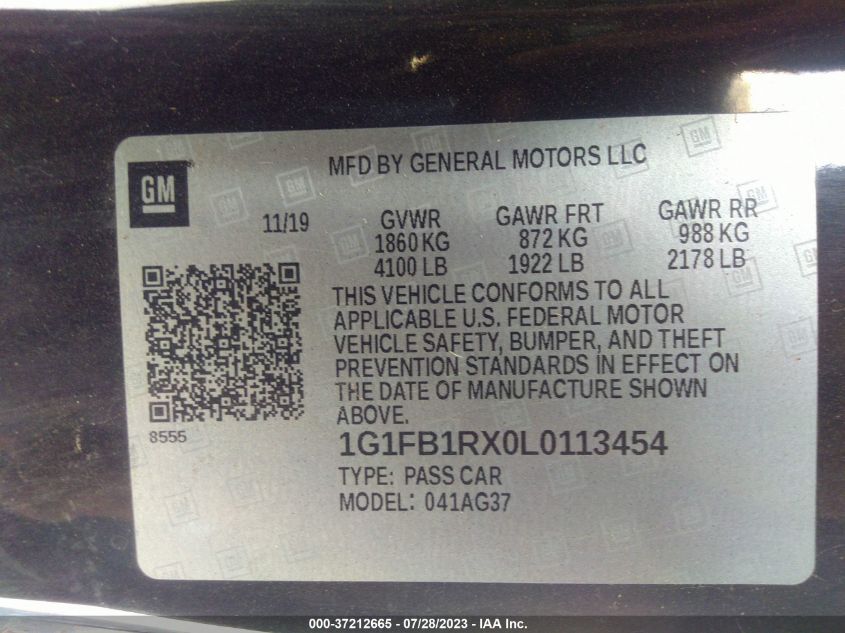 GM
MFD BY GENERAL MOTORS LLC
11/19
GVWR GAWR FRT GAWR RR
1860 KG 872 KG 988 KG
4100 LB 1922 LB 2178 LB
THIS VEHICLE CONFORMS TO ALL
APPLICABLE U.S. FEDERAL MOTOR
VEHICLE SAFETY, BUMPER, AND THEFT
PREVENTION STANDARDS IN EFFECT ON
THE DATE OF MANUFACTURE SHOWN
ABOVE.
8555
1G1FB1RX0L0113454
TYPE: PASS CAR
MODEL: 041AG37
000-37212665 / 07/28/2023 - IAA Inc.